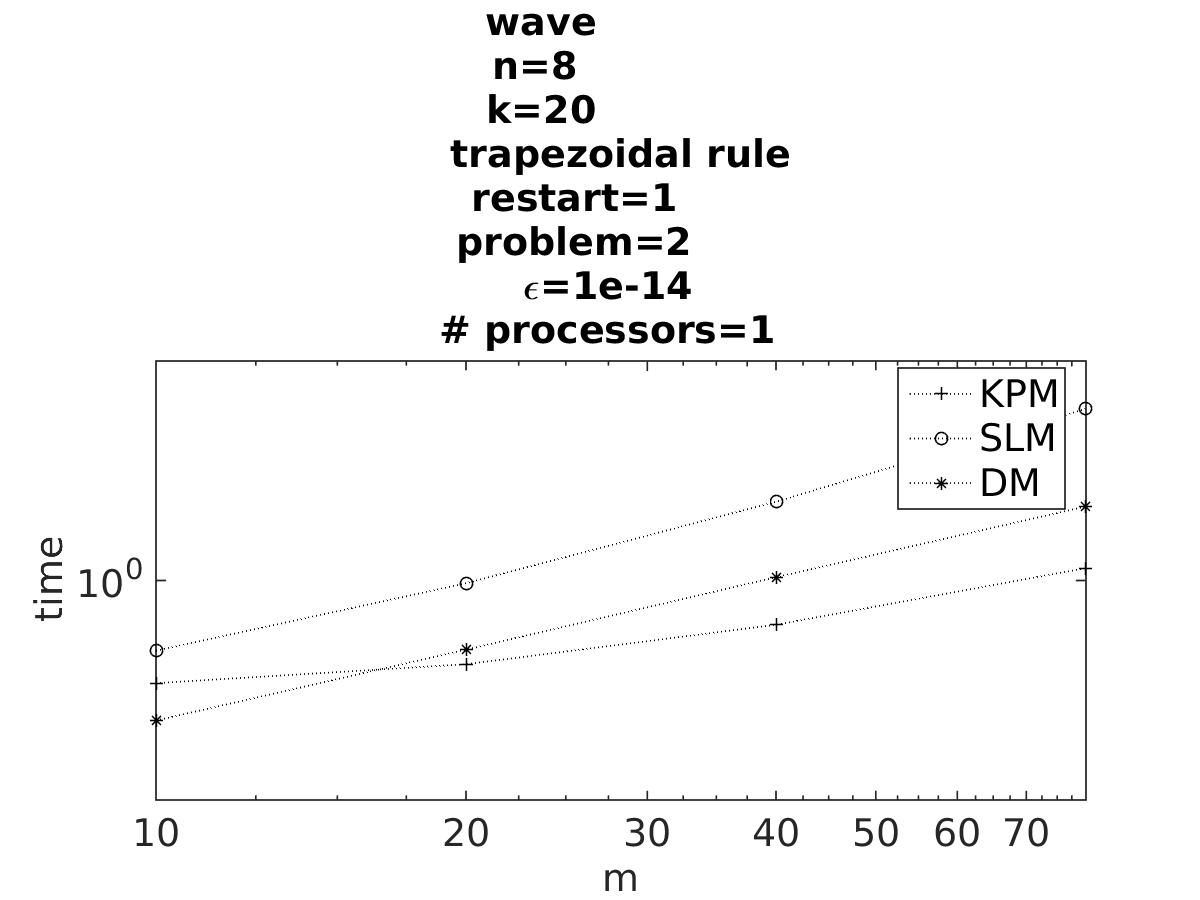 wave
n=8
k=20
trapezoidal rule
restart=1
problem=2
ϵ=1e-14
# processors=1
KPM
SLM
DM
time
10⁰
10 20 30 40 50 60 70
m